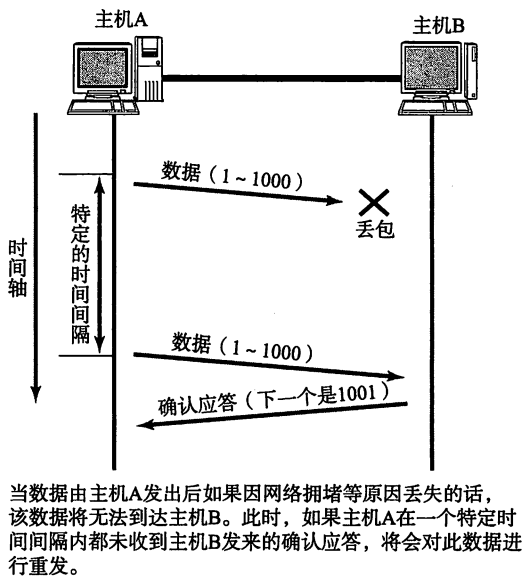 主机A
主机B
数据（1～1000）
丢包
特定的时间间隔
时间轴
数据（1～1000）
确认应答（下一个是1001）
当数据由主机A发出后如果因网络拥堵等原因丢失的话，
该数据将无法到达主机B。此时，如果主机A在一个特定时
间间隔内都未收到主机B发来的确认应答，将会对此数据进
行重发。